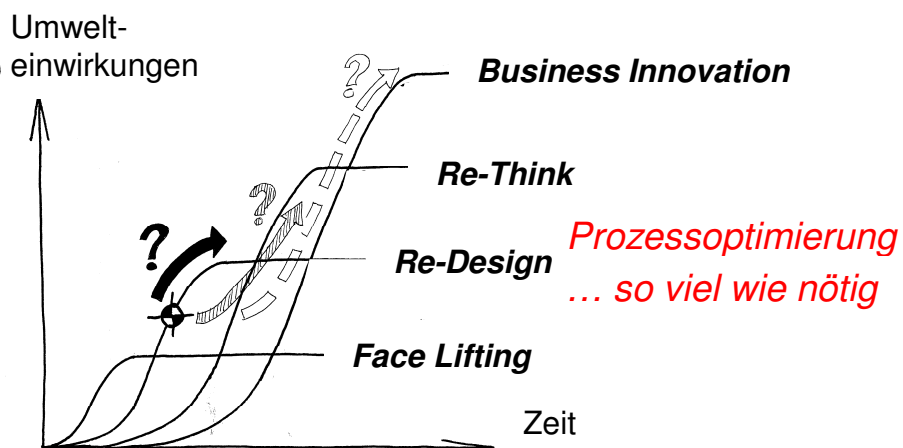 Umwelt-
einwirkungen
Business Innovation
?
Re-Think
?
?
Re-Design
Prozessoptimierung
... so viel wie nötig
Face Lifting
Zeit